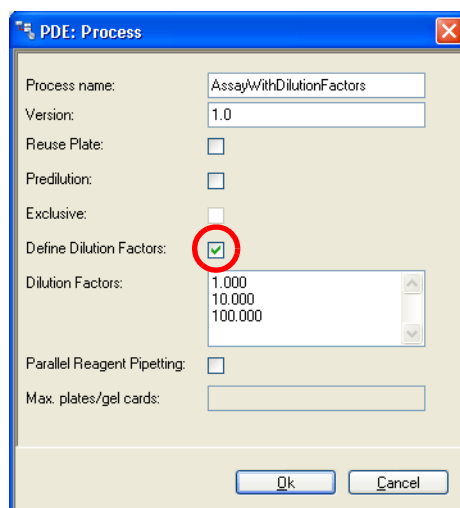 PDE: Process
Process name: AssayWithDilutionFactors
Version: 1.0
Reuse Plate:
Predilution:
Exclusive:
Define Dilution Factors:
Dilution Factors: 1.000
10.000
100.000
Parallel Reagent Pipetting:
Max. plates/gel cards:
Ok Cancel